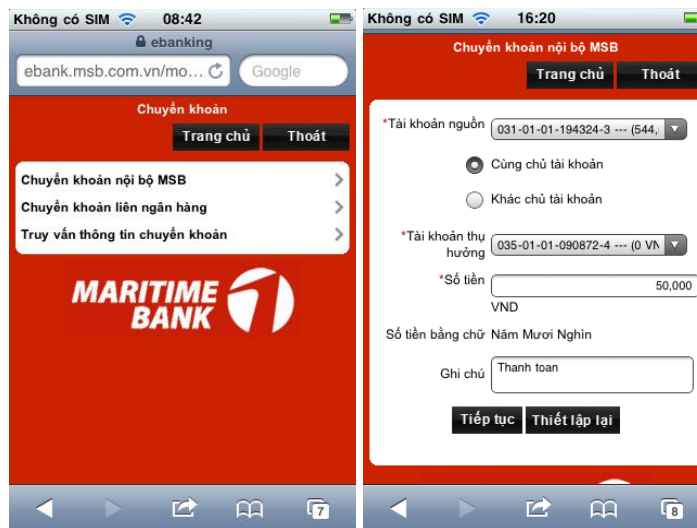 Không có SIM 08:42
ebanking
ebank.msb.com.vn/mo... Google
Chuyển khoản
Trang chủ Thoát
Chuyển khoản nội bộ MSB
Chuyển khoản liên ngân hàng
Truy vấn thông tin chuyển khoản
MARITIME
BANK
7
Không có SIM 16:20
Chuyển khoản nội bộ MSB
Trang chủ Thoát
*Tài khoản nguồn 031-01-01-194324-3 --- (544,
Cùng chủ tài khoản
Khác chủ tài khoản
*Tài khoản thụ
hưởng 035-01-01-090872-4 --- (0 VN
*Số tiền 50,000
VND
Số tiền bằng chữ Năm Mươi Nghìn
Ghi chú Thanh toan
Tiếp tục Thiết lập lại
8